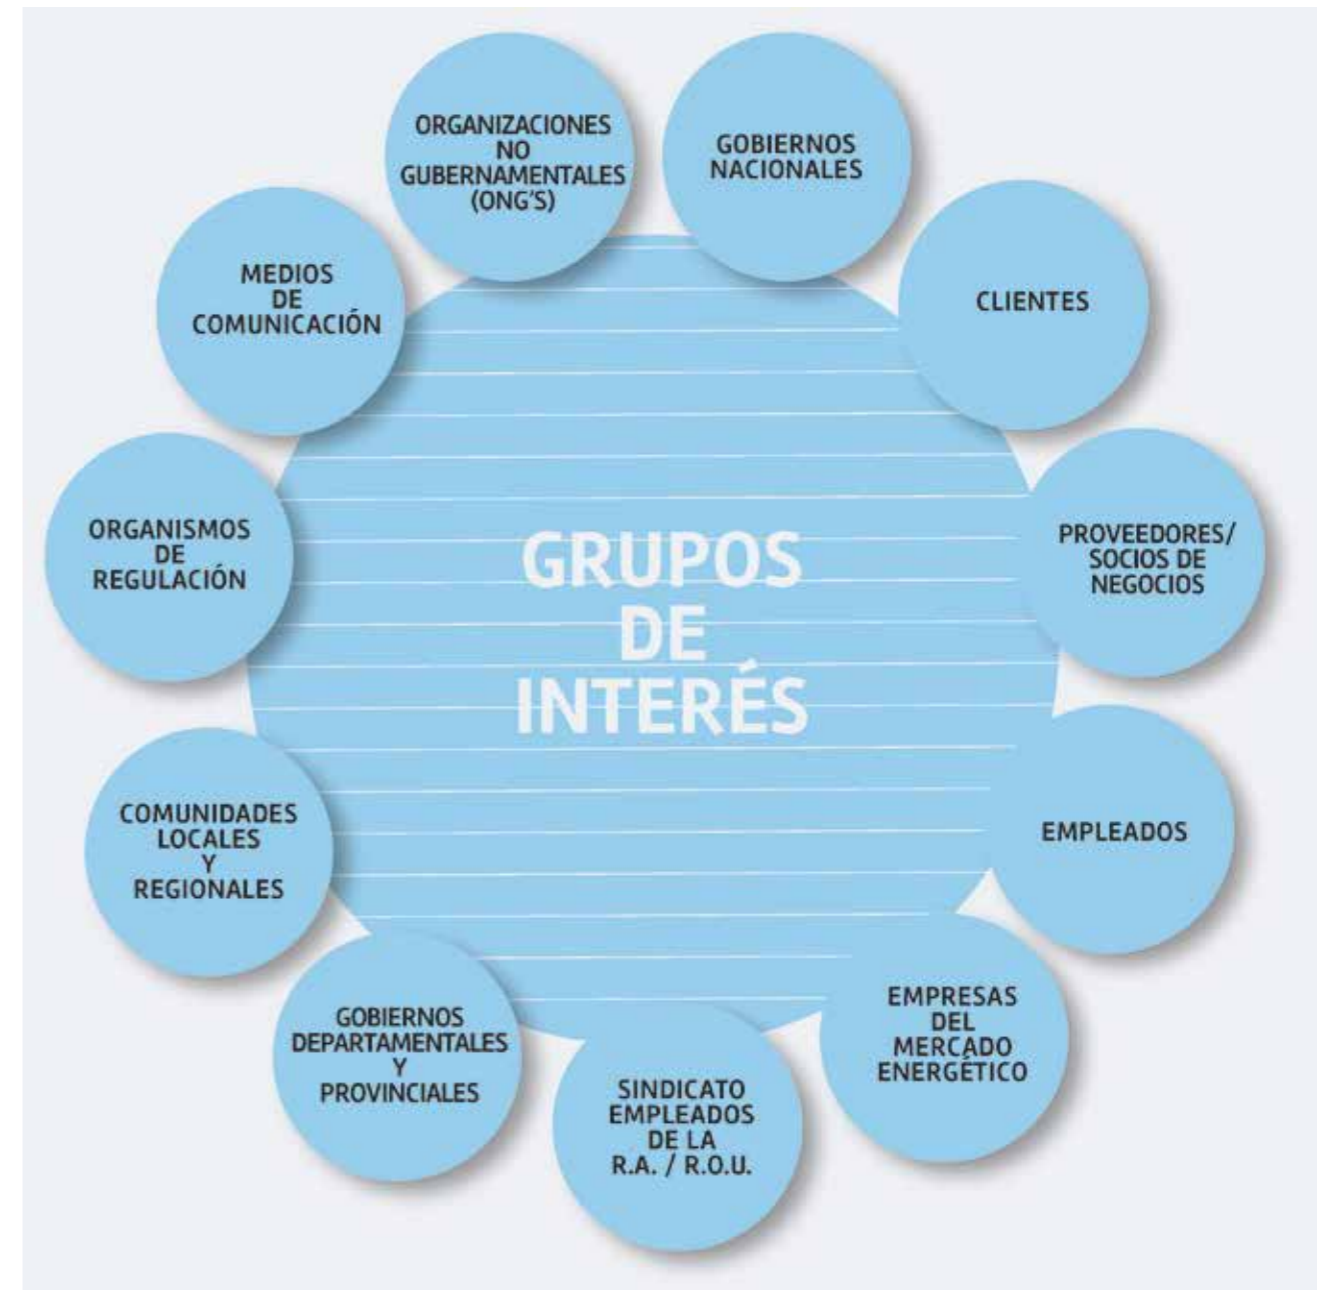 ORGANIZACIONES
NO
GUBERNAMENTALES
(ONG'S)
GOBIERNOS
NACIONALES
CLIENTES
PROVEEDORES/
SOCIOS DE
NEGOCIOS
EMPLEADOS
EMPRESAS
DEL
MERCADO
ENERGÉTICO
SINDICATO
EMPLEADOS
DE LA
R.A. / R.O.U.
GOBIERNOS
DEPARTAMENTALES
Y
PROVINCIALES
COMUNIDADES
LOCALES
Y
REGIONALES
ORGANISMOS
DE
REGULACIÓN
MEDIOS
DE
COMUNICACIÓN
GRUPOS
DE
INTERÉS